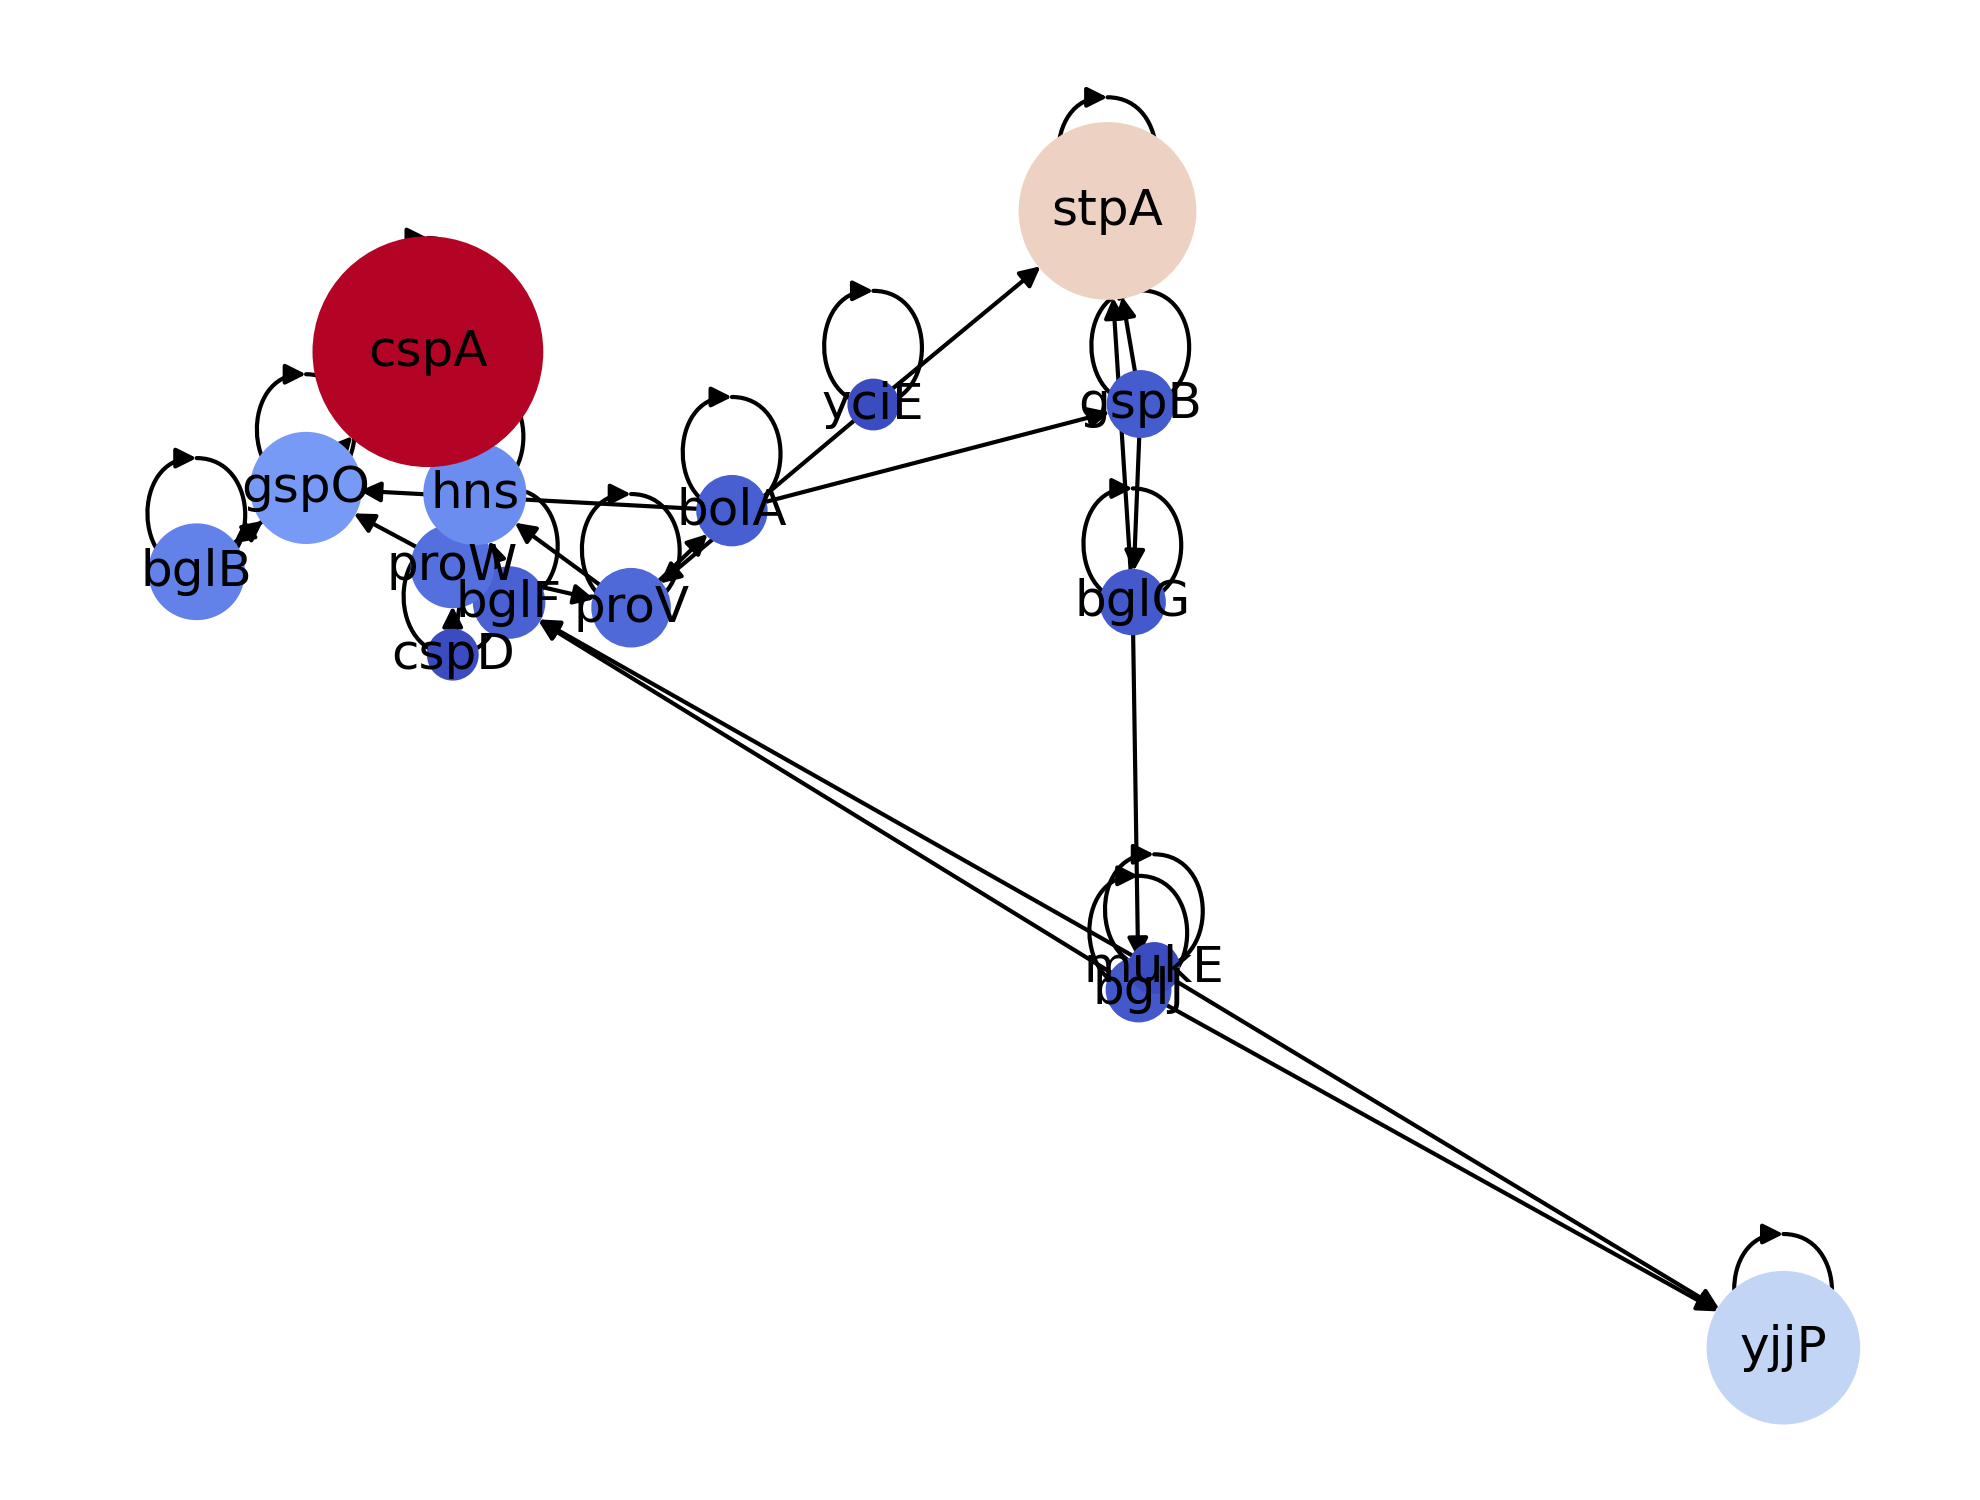 stpA
cspA
yciE
gspB
gspO
hns
bolA
bglB
proW
bglF
proV
bglG
cspD
mukE
bglJ
yjjP